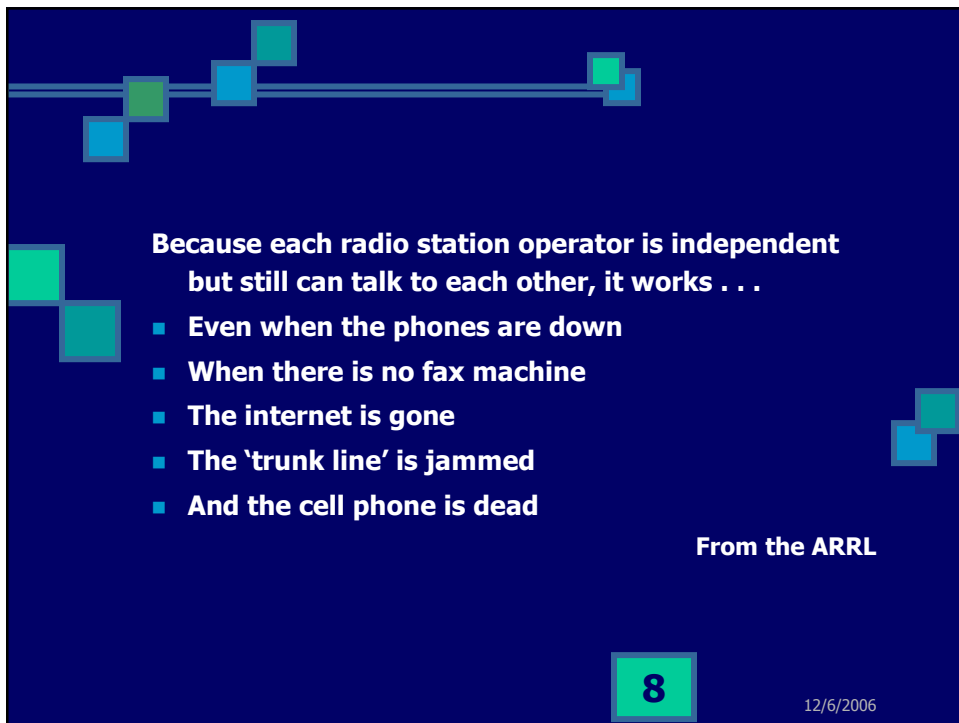 Because each radio station operator is independent
but still can talk to each other, it works . . .
Even when the phones are down
When there is no fax machine
The internet is gone
The ‘trunk line’ is jammed
And the cell phone is dead
From the ARRL
8
12/6/2006